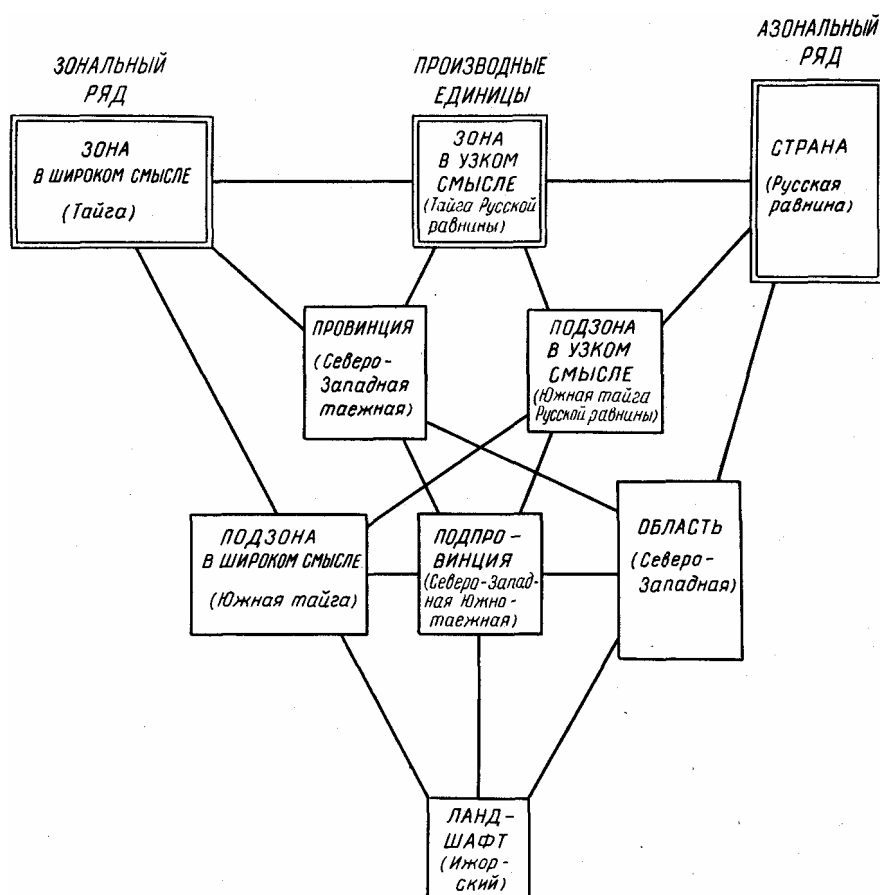 ЗОНАЛЬНЫЙ
РЯД
ПРОИЗВОДНЫЕ
ЕДИНИЦЫ
АЗОНАЛЬНЫЙ
РЯД
ЗОНА
В ШИРОКОМ СМЫСЛЕ
(Тайга)
ЗОНА
В УЗКОМ
СМЫСЛЕ
(Тайга Русской
равнины)
СТРАНА
(Русская
равнина)
ПРОВИНЦИЯ
(Северо-
Западная
таежная)
ПОДЗОНА
В УЗКОМ
СМЫСЛЕ
(Южная тайга
Русской равнины)
ПОДЗОНА
В ШИРОКОМ СМЫСЛЕ
(Южная тайга)
ПОДПРО-
ВИНЦИЯ
(Северо-Запад-
ная Южно-
таежная)
ОБЛАСТЬ
(Северо-
Западная)
ЛАНД-
ШАФТ
(Ижор-
ский)